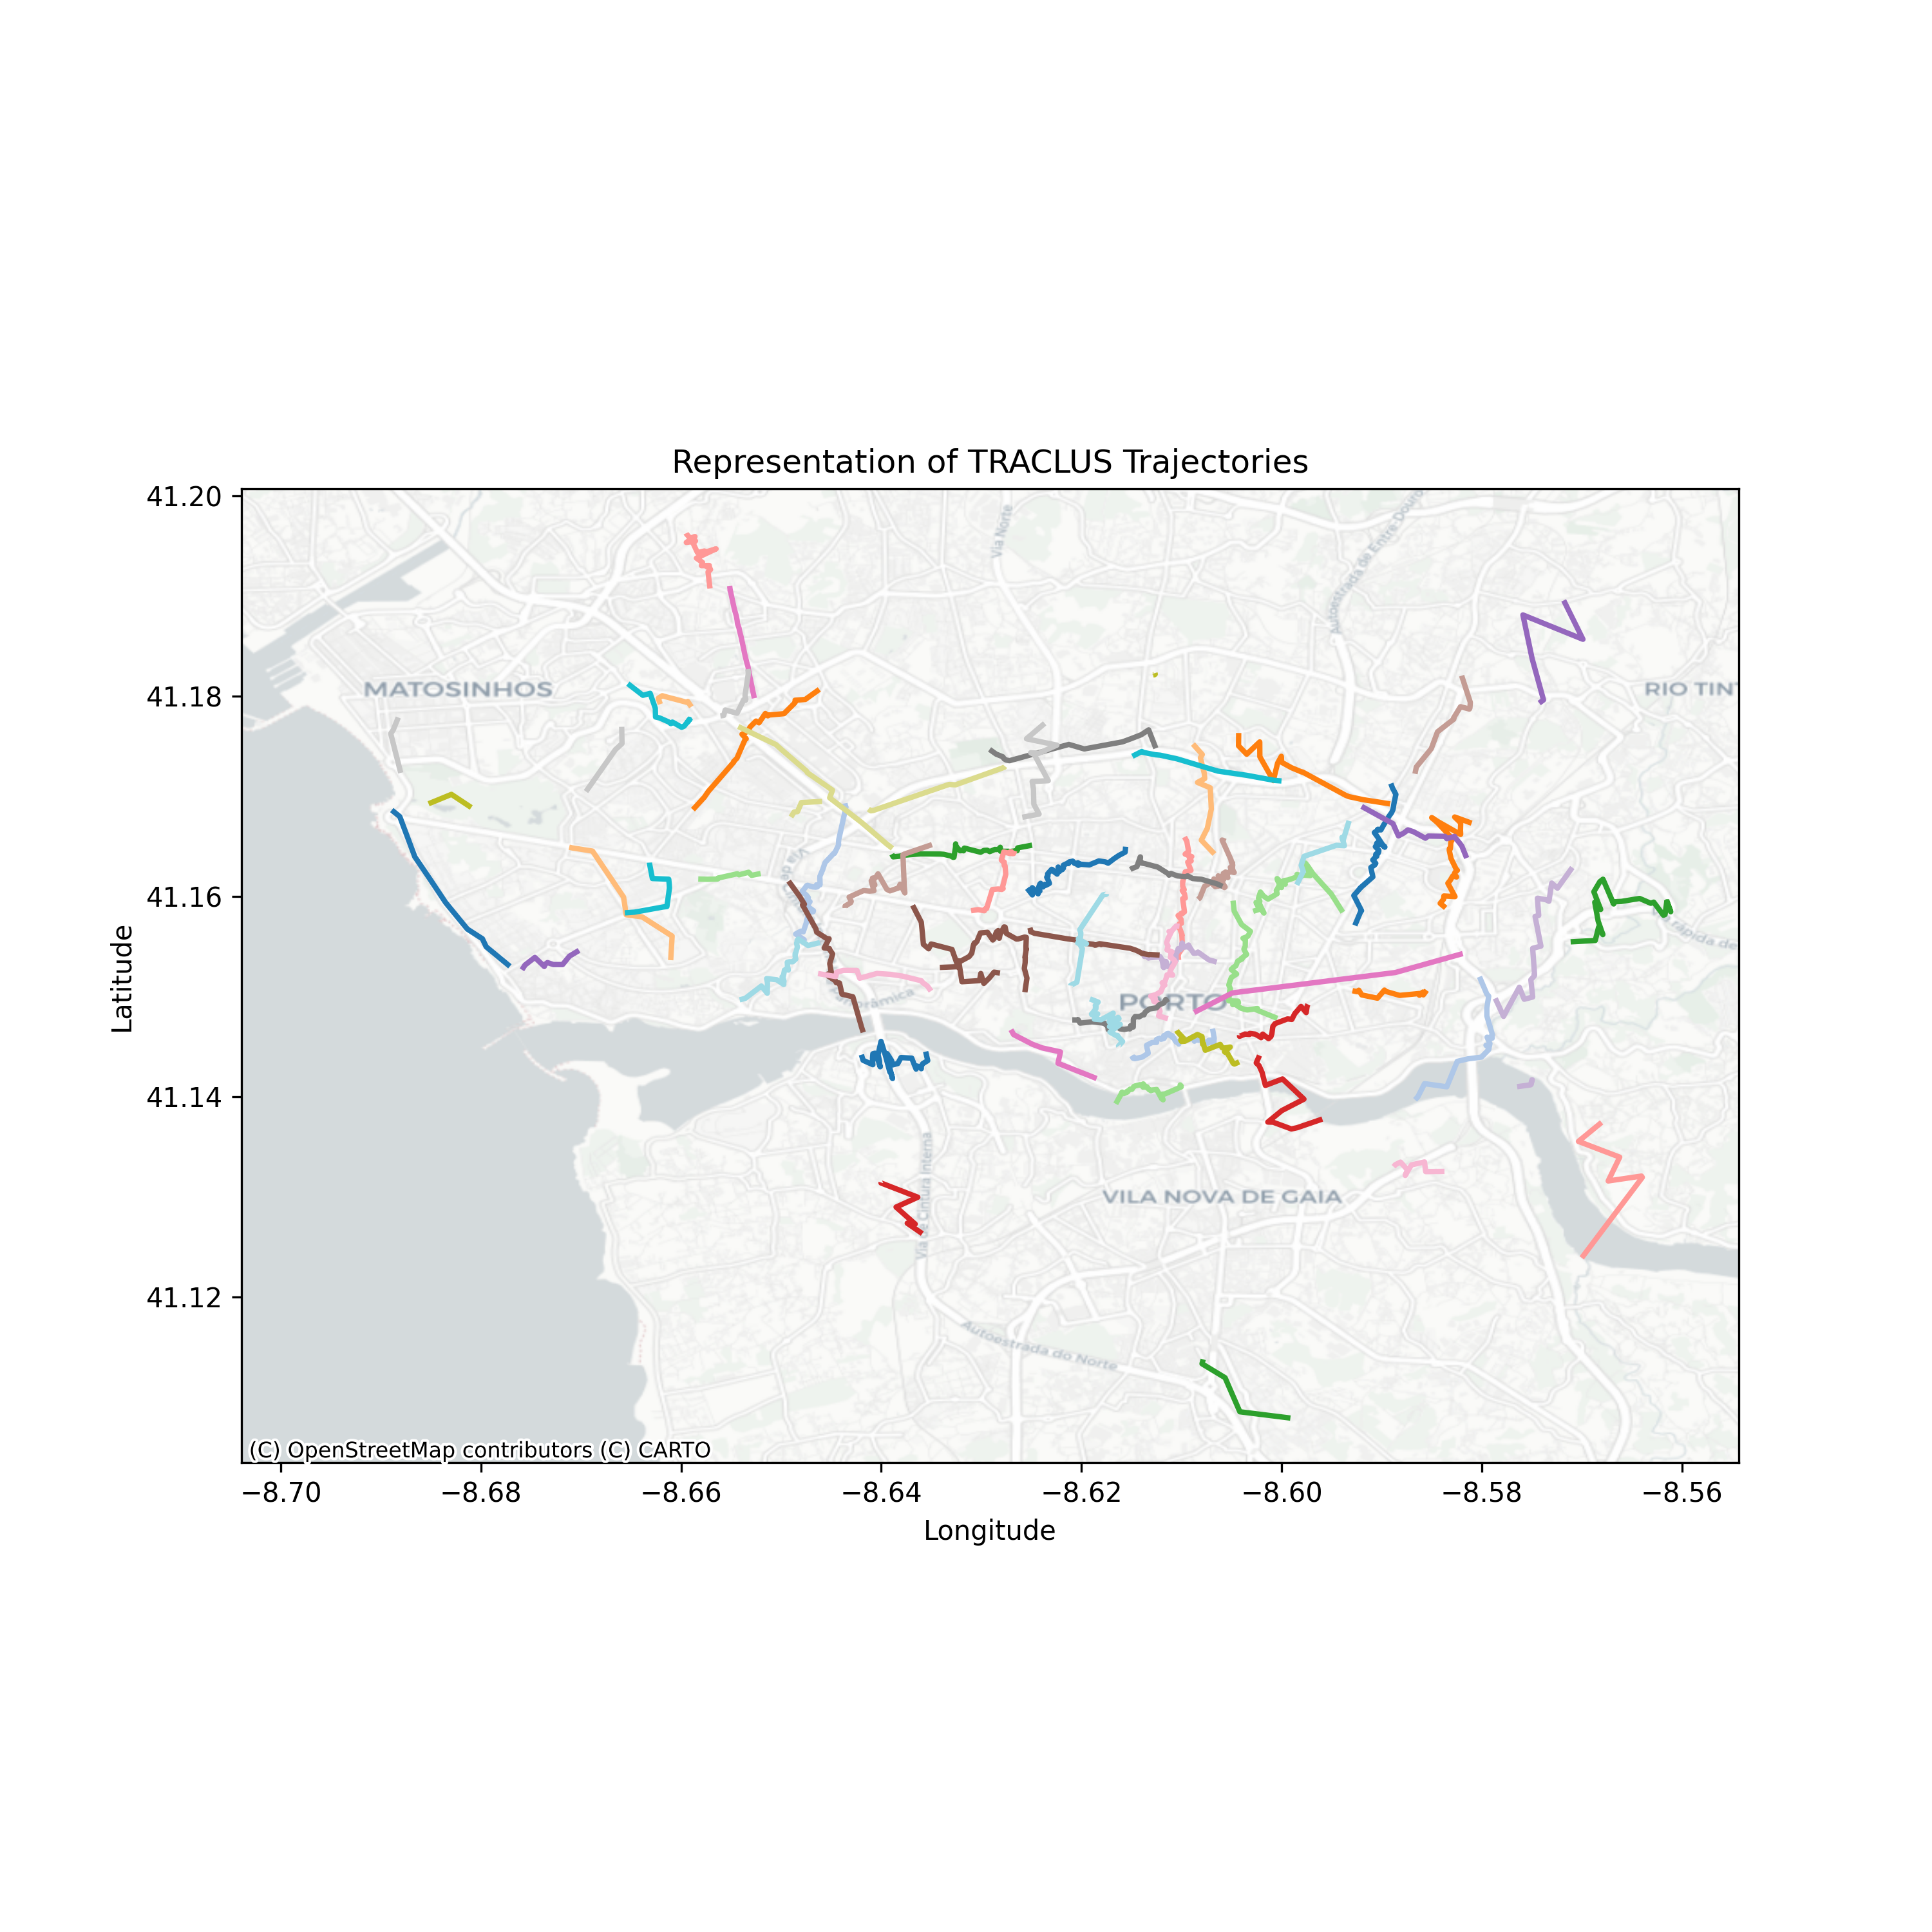 Representation of TRACLUS Trajectories
41.20
41.18
41.16
41.14
41.12
Latitude
Via Norte
Autoestrada de Entre Douro
MATOSINHOS
RIO TINT
PORTO
VILA NOVA DE GAIA
Via de Cintura Interna
Autoestrada do Norte
(C) OpenStreetMap contributors (C) CARTO
−8.70 −8.68 −8.66 −8.64 −8.62 −8.60 −8.58 −8.56
Longitude